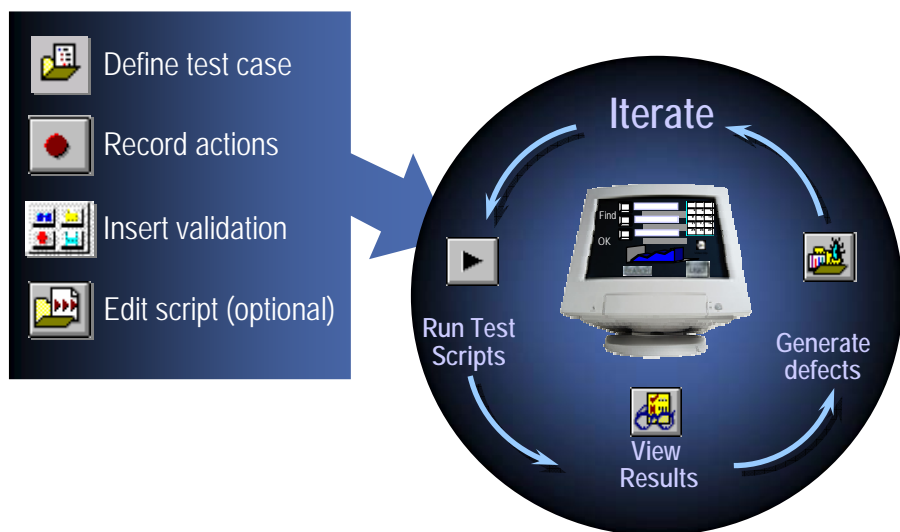 Define test case
Record actions
Insert validation
Edit script (optional)
Iterate
Find
OK
Run Test
Scripts
View
Results
Generate
defects